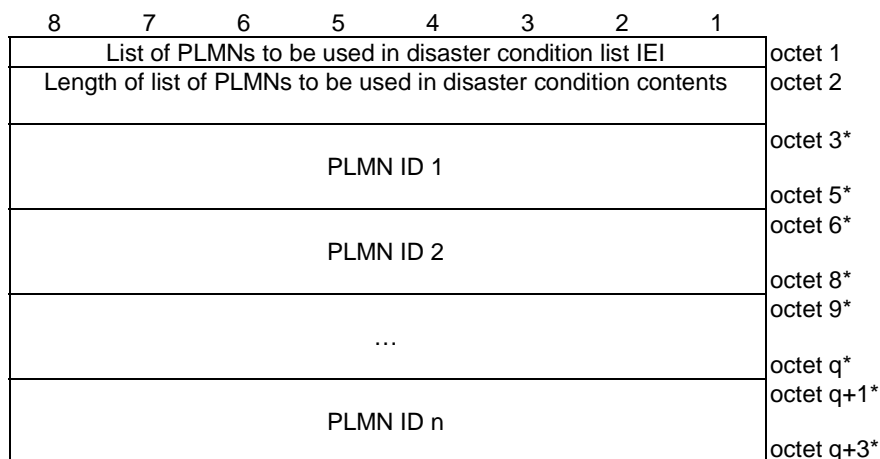 8 7 6 5 4 3 2 1
List of PLMNs to be used in disaster condition list IEI octet 1
Length of list of PLMNs to be used in disaster condition contents octet 2
octet 3*
PLMN ID 1
octet 5*
octet 6*
PLMN ID 2
octet 8*
octet 9*
…
octet q*
octet q+1*
PLMN ID n
octet q+3*